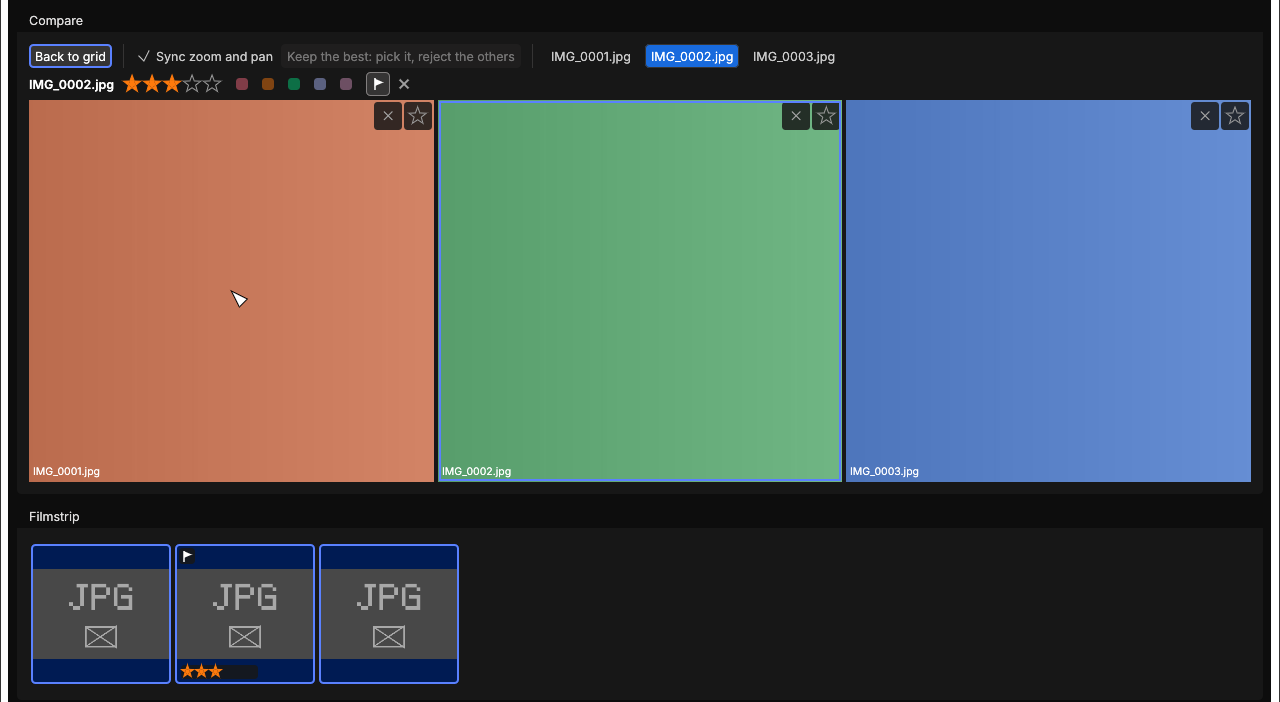 Compare
Back to grid Sync zoom and pan Keep the best: pick it, reject the others IMG_0001.jpg IMG_0002.jpg IMG_0003.jpg
IMG_0002.jpg
IMG_0001.jpg IMG_0002.jpg IMG_0003.jpg
Filmstrip
JPG JPG JPG